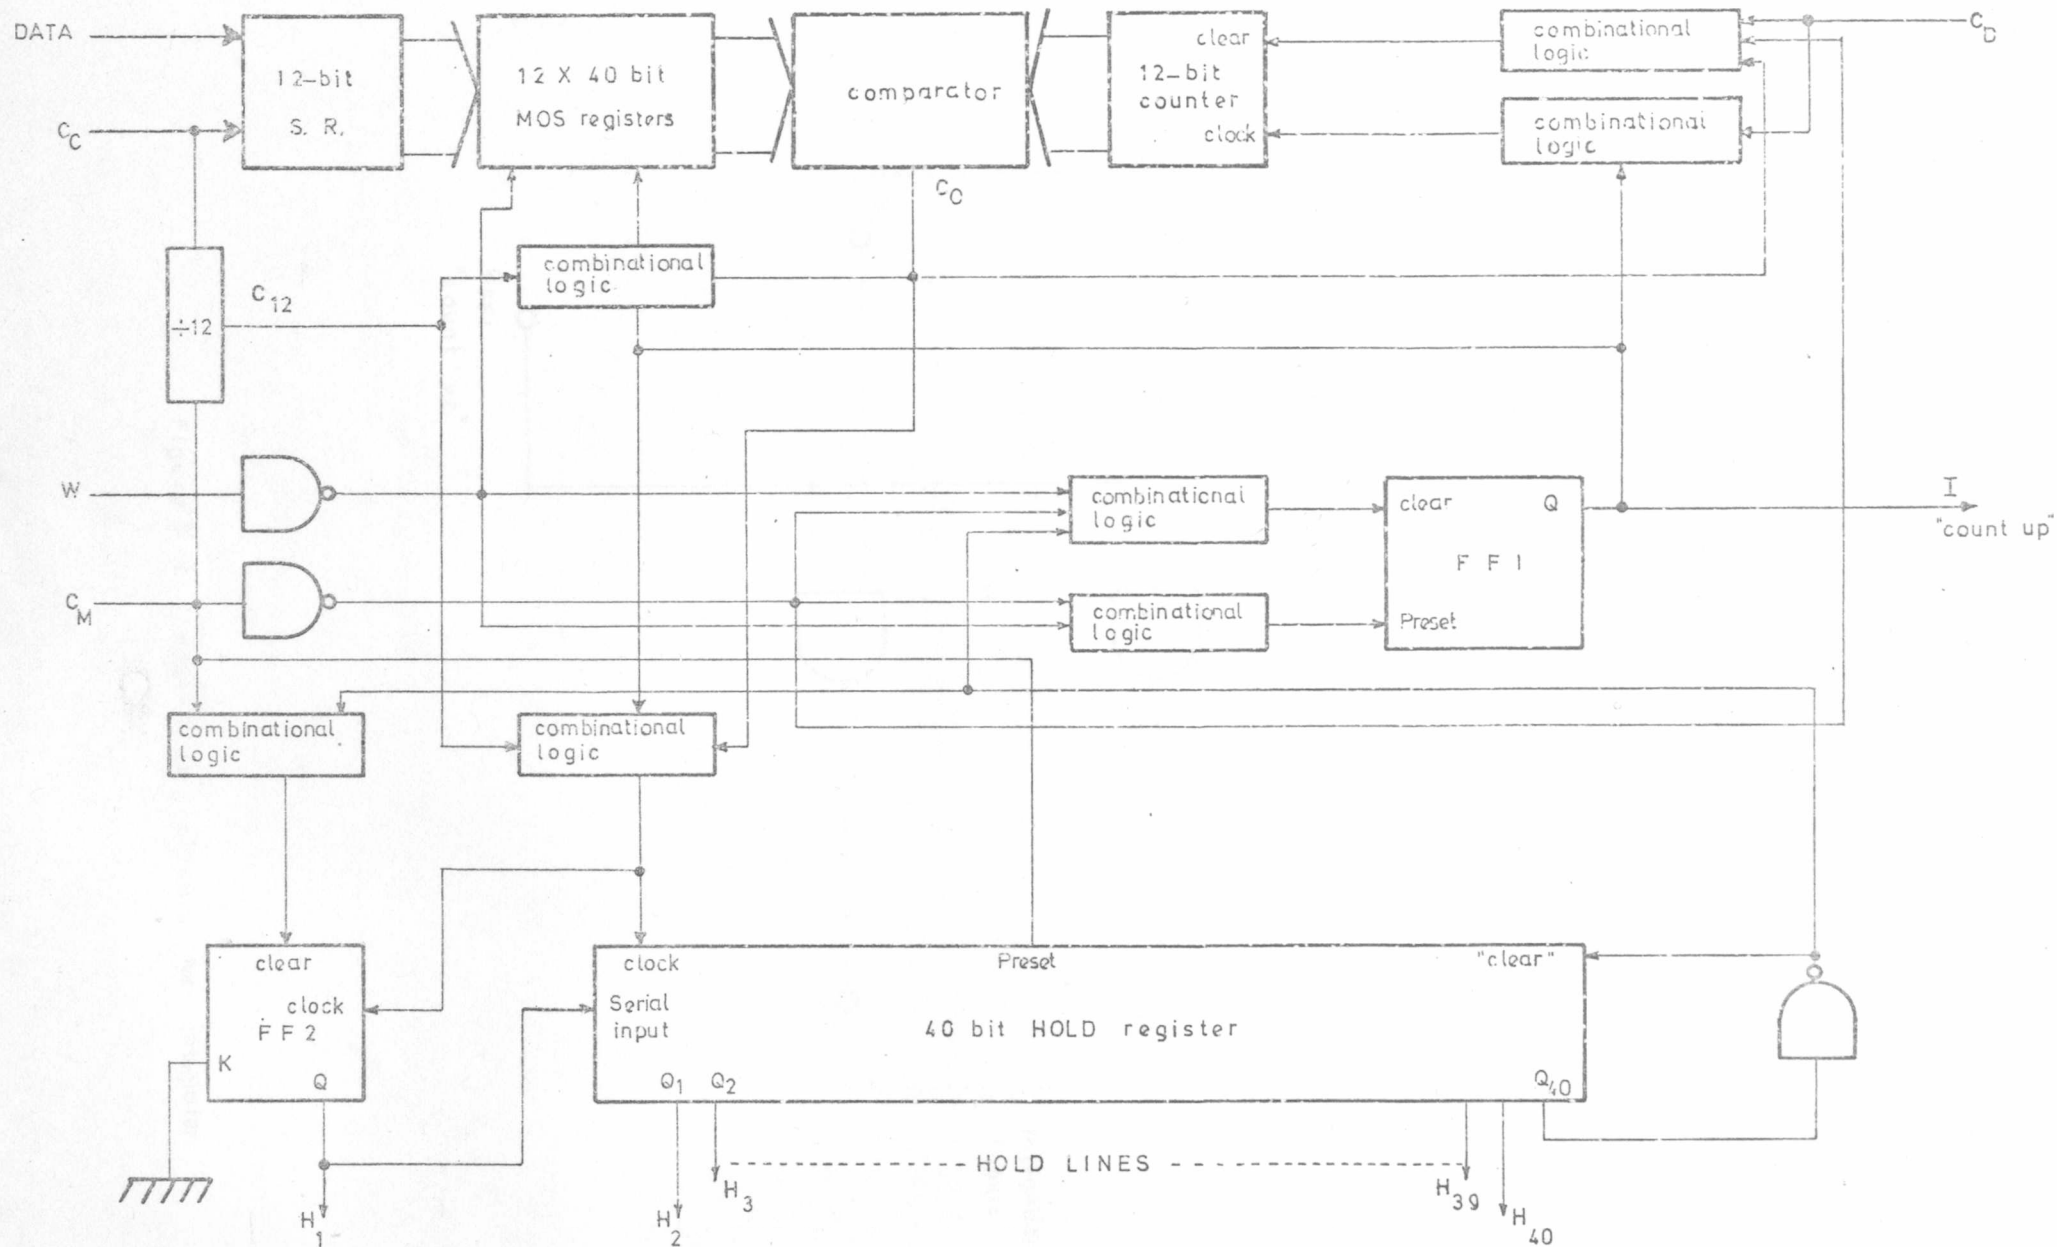 DATA
C_C
12-bit
S. R.
12 X 40 bit
MOS registers
comparator
C_O
clear
12-bit
counter
clock
combinational
logic
combinational
logic
C_D
÷12
C_12
combinational
logic
W
C_M
combinational
logic
combinational
logic
clear
Q
F F 1
Preset
I
"count up"
combinational
logic
combinational
logic
clear
clock
F F 2
K
Q
clock
Preset
"clear"
Serial
input
40 bit HOLD register
Q_1
Q_2
Q_40
HOLD LINES
H_1
H_2
H_3
H_39
H_40